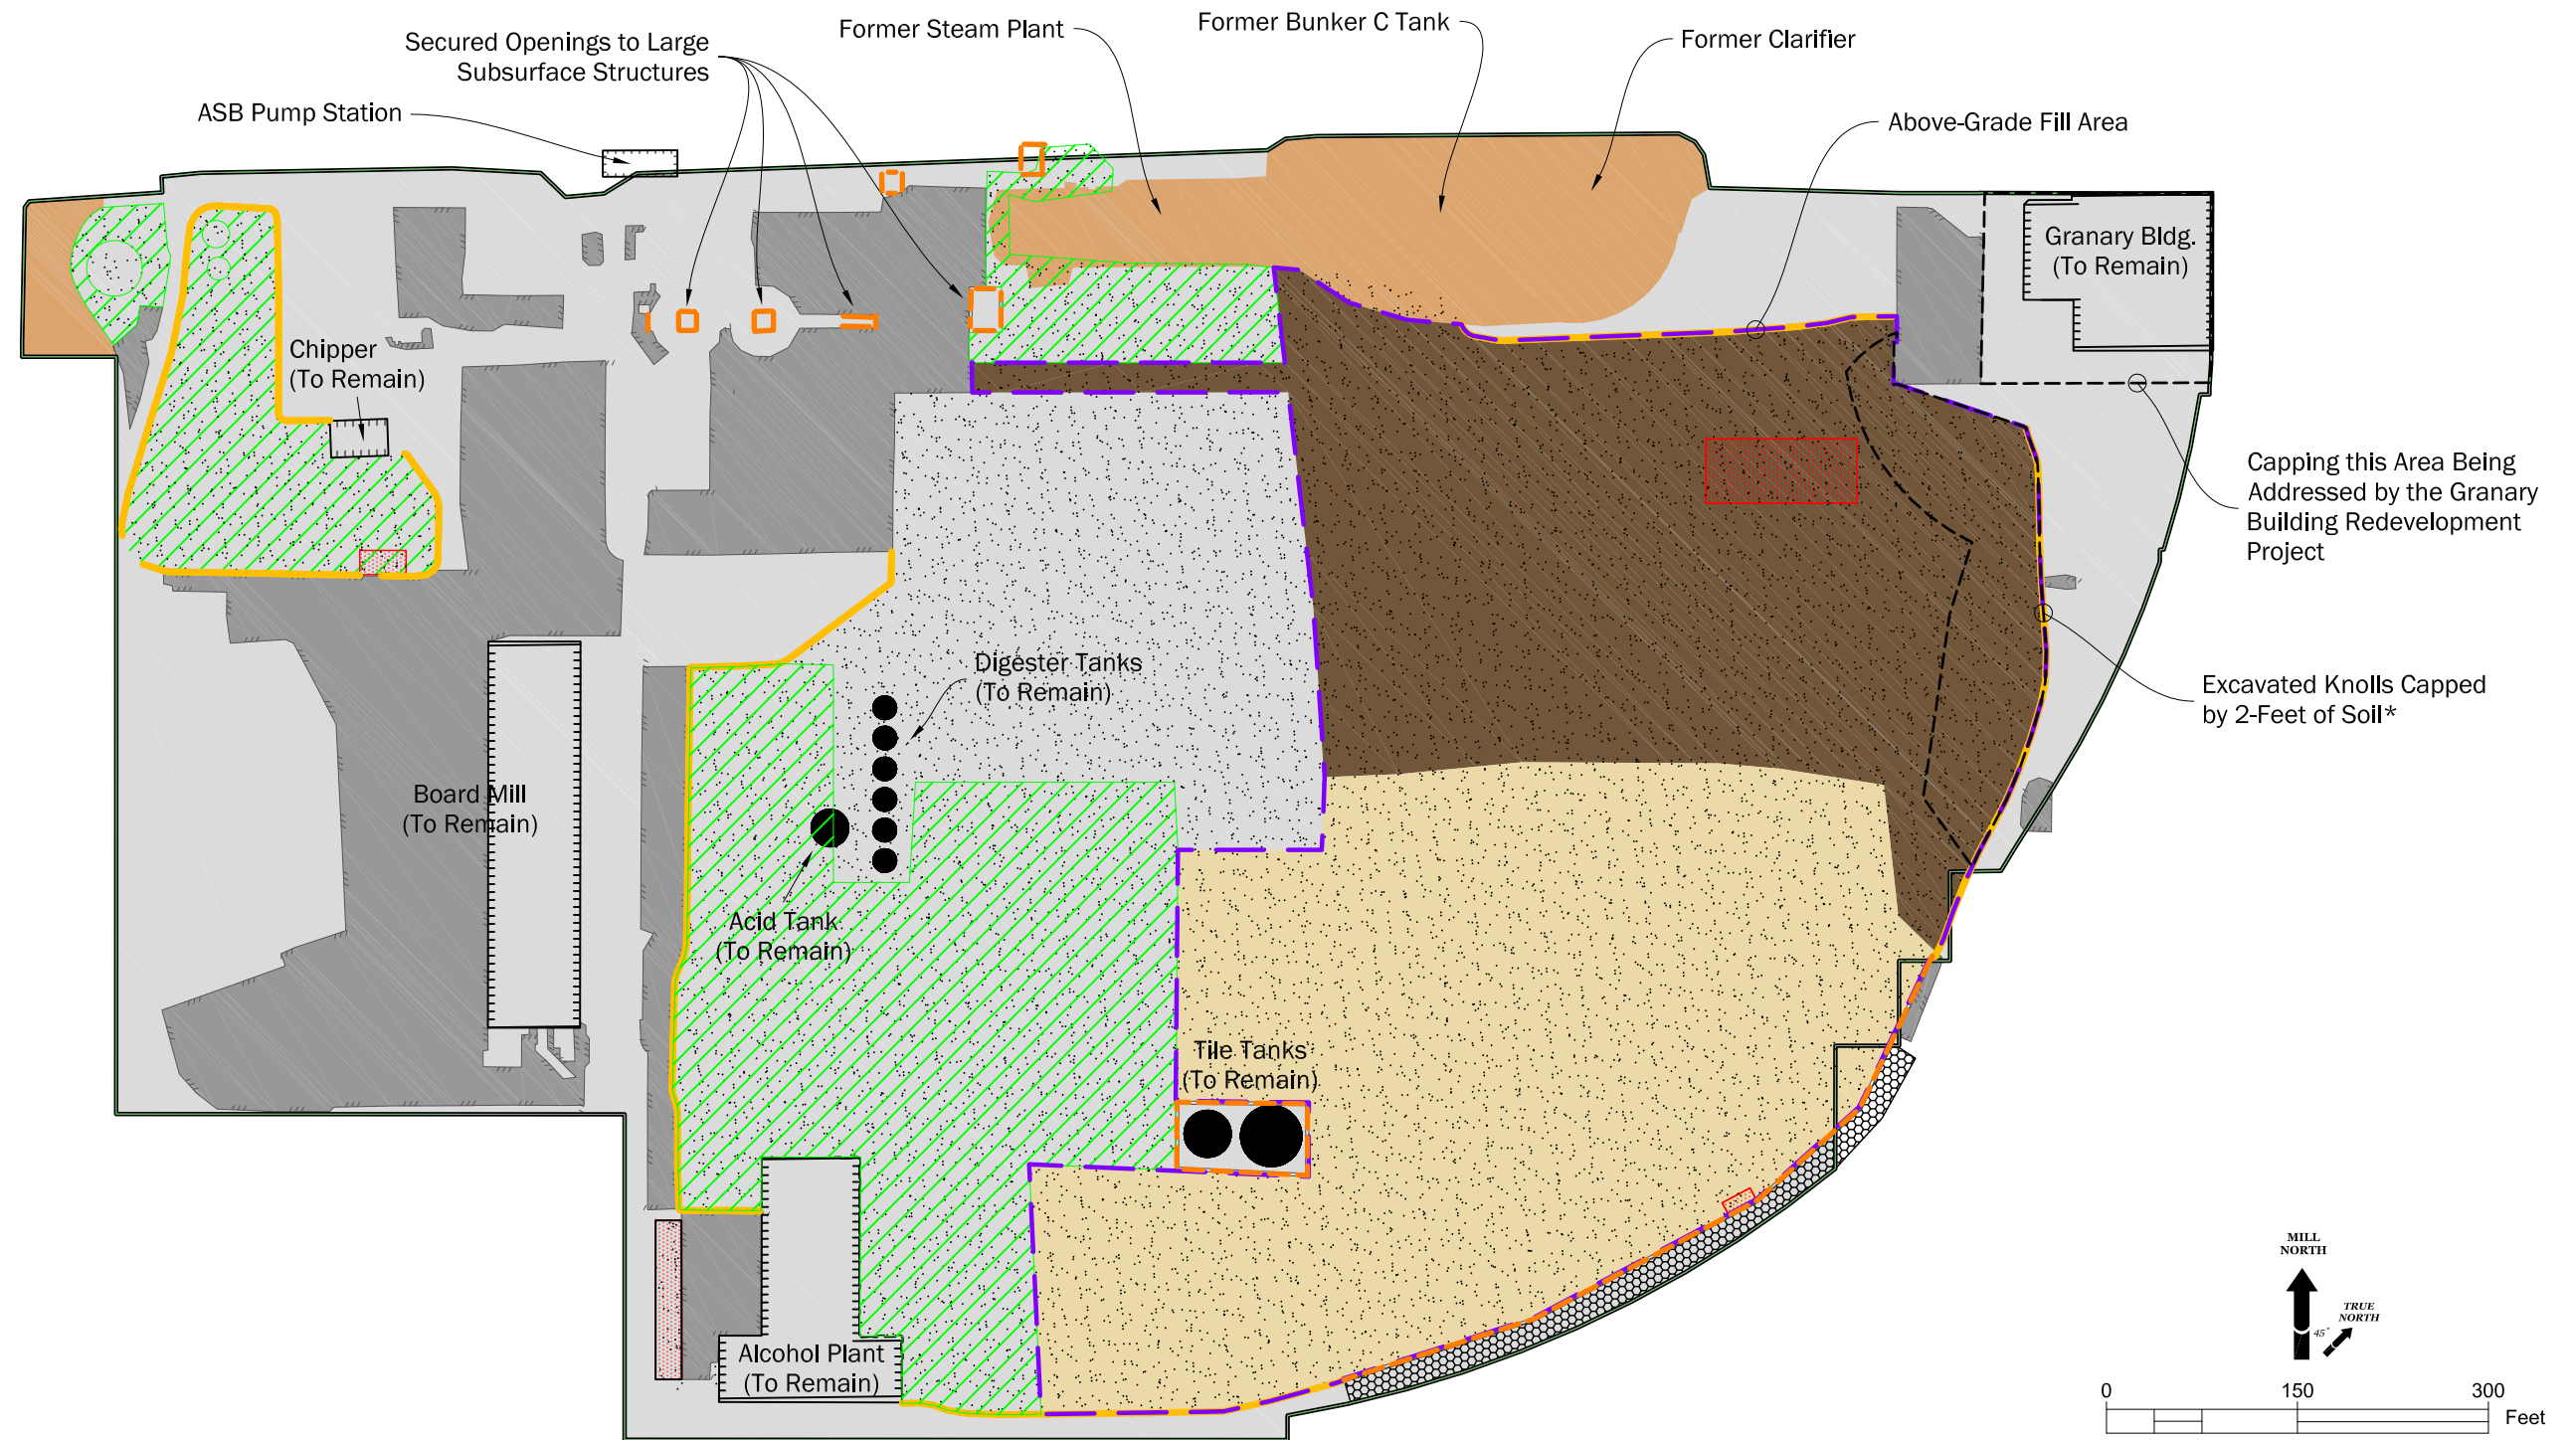 Former Steam Plant
Former Bunker C Tank
Former Clarifier
Secured Openings to Large
Subsurface Structures
ASB Pump Station
Above-Grade Fill Area
Granary Bldg.
(To Remain)
Chipper
(To Remain)
Capping this Area Being
Addressed by the Granary
Building Redevelopment
Project
Digester Tanks
(To Remain)
Excavated Knolls Capped
by 2-Feet of Soil*
Board Mill
(To Remain)
Acid Tank
(To Remain)
Tile Tanks
(To Remain)
Alcohol Plant
(To Remain)
MILL
NORTH
TRUE
NORTH
45°
0 150 300
Feet